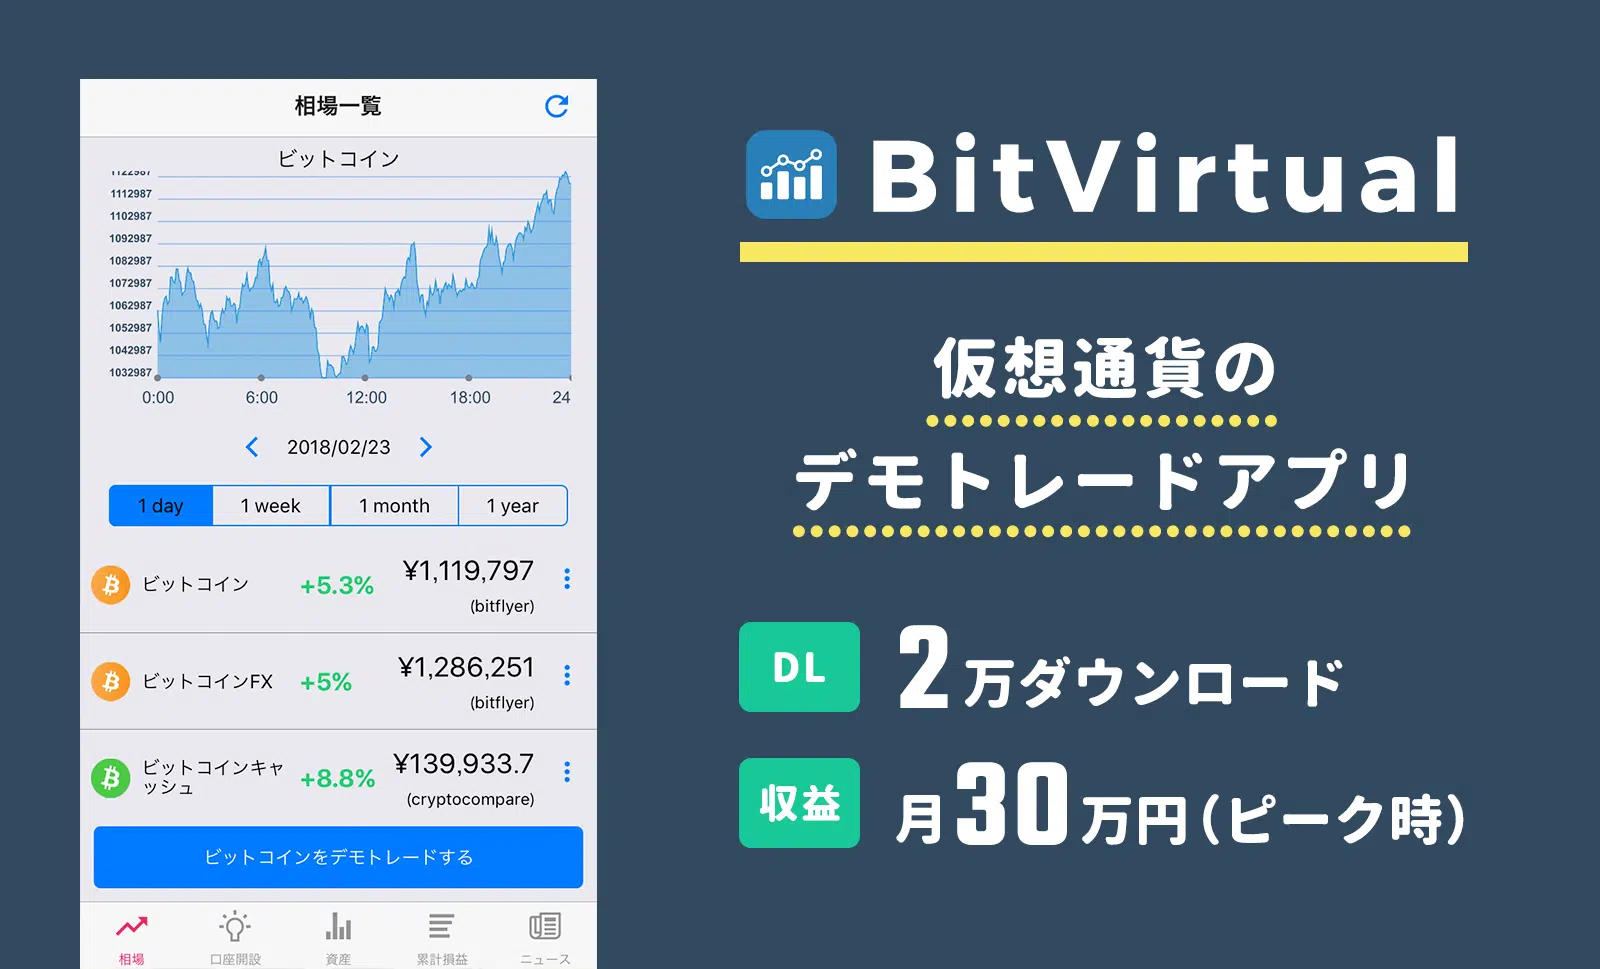 相場一覧
ビットコイン
1122987
1112987
1102987
1092987
1082987
1072987
1062987
1052987
1042987
1032987
0:00 6:00 12:00 18:00 24
2018/02/23
1 day 1 week 1 month 1 year
ビットコイン +5.3% ¥1,119,797
(bitflyer)
ビットコインFX +5% ¥1,286,251
(bitflyer)
ビットコインキャ
ッシュ +8.8% ¥139,933.7
(cryptocompare)
ビットコインをデモトレードする
相場 口座開設 資産 累計損益 ニュース
BitVirtual
仮想通貨の
デモトレードアプリ
DL 2万ダウンロード
収益 月30万円(ピーク時)